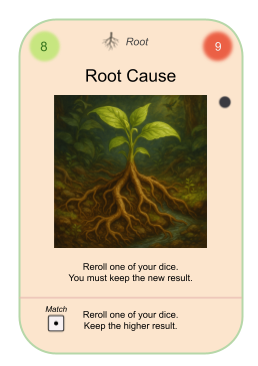 8
Root
9
Root Cause
Reroll one of your dice.
You must keep the new result.
Match
Reroll one of your dice.
Keep the higher result.